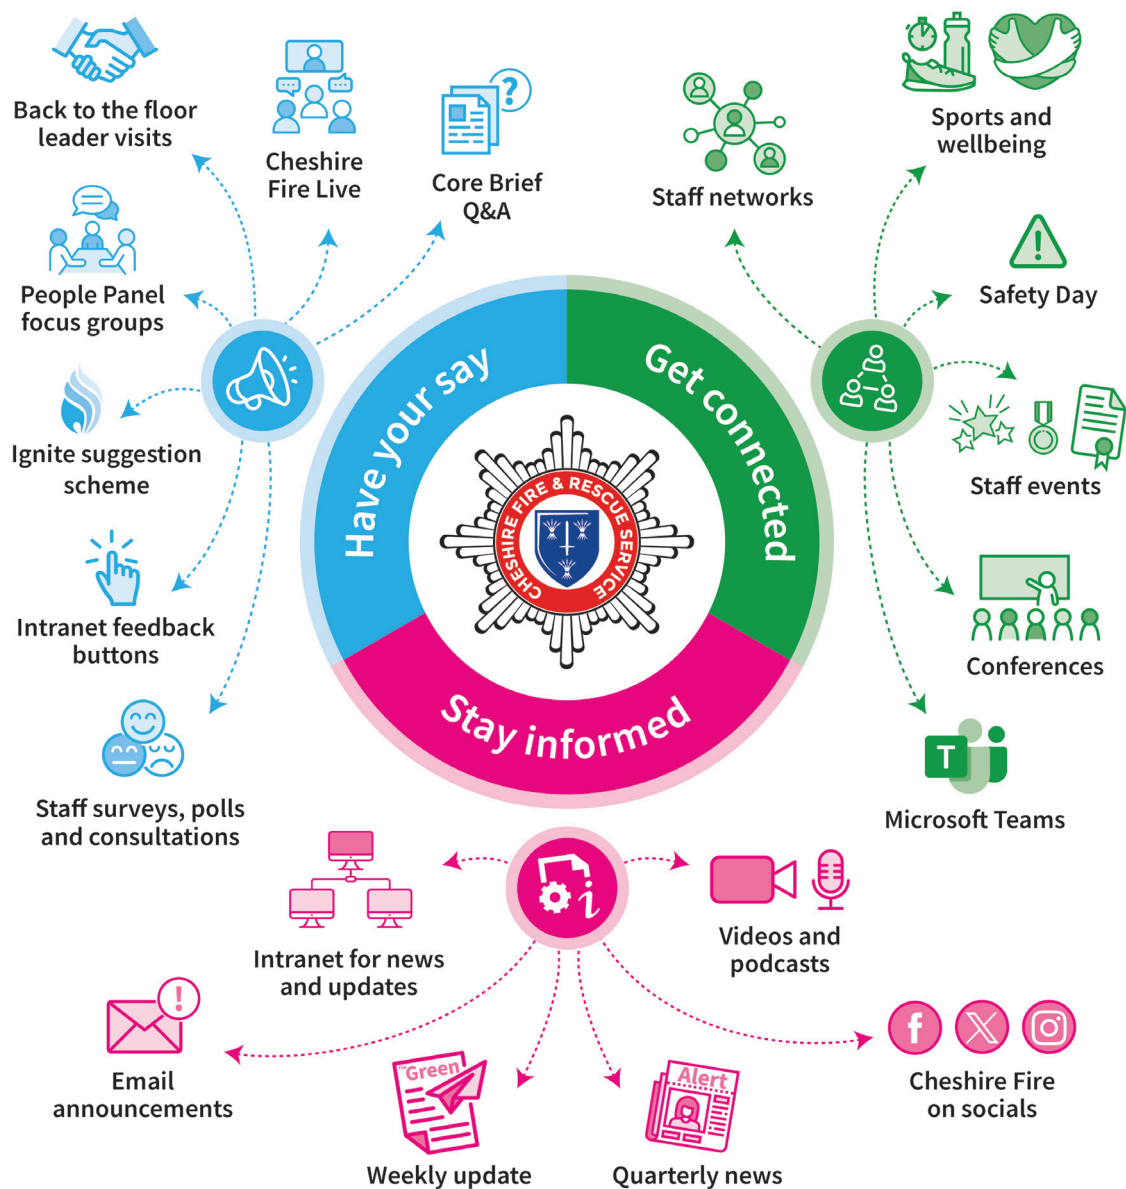 Back to the floor
leader visits
Cheshire
Fire Live
?
Core Brief
Q&A
People Panel
focus groups
Ignite suggestion
scheme
Intranet feedback
buttons
Staff surveys, polls
and consultations
Have your say
Staff networks
Sports and
wellbeing
!
Safety Day
Staff events
Conferences
T
Microsoft Teams
Get connected
CHESHIRE FIRE & RESCUE SERVICE
Stay informed
i
Intranet for news
and updates
Videos and
podcasts
!
Email
announcements
The Green
Weekly update
Alert
Quarterly news
f
X
Cheshire Fire
on socials